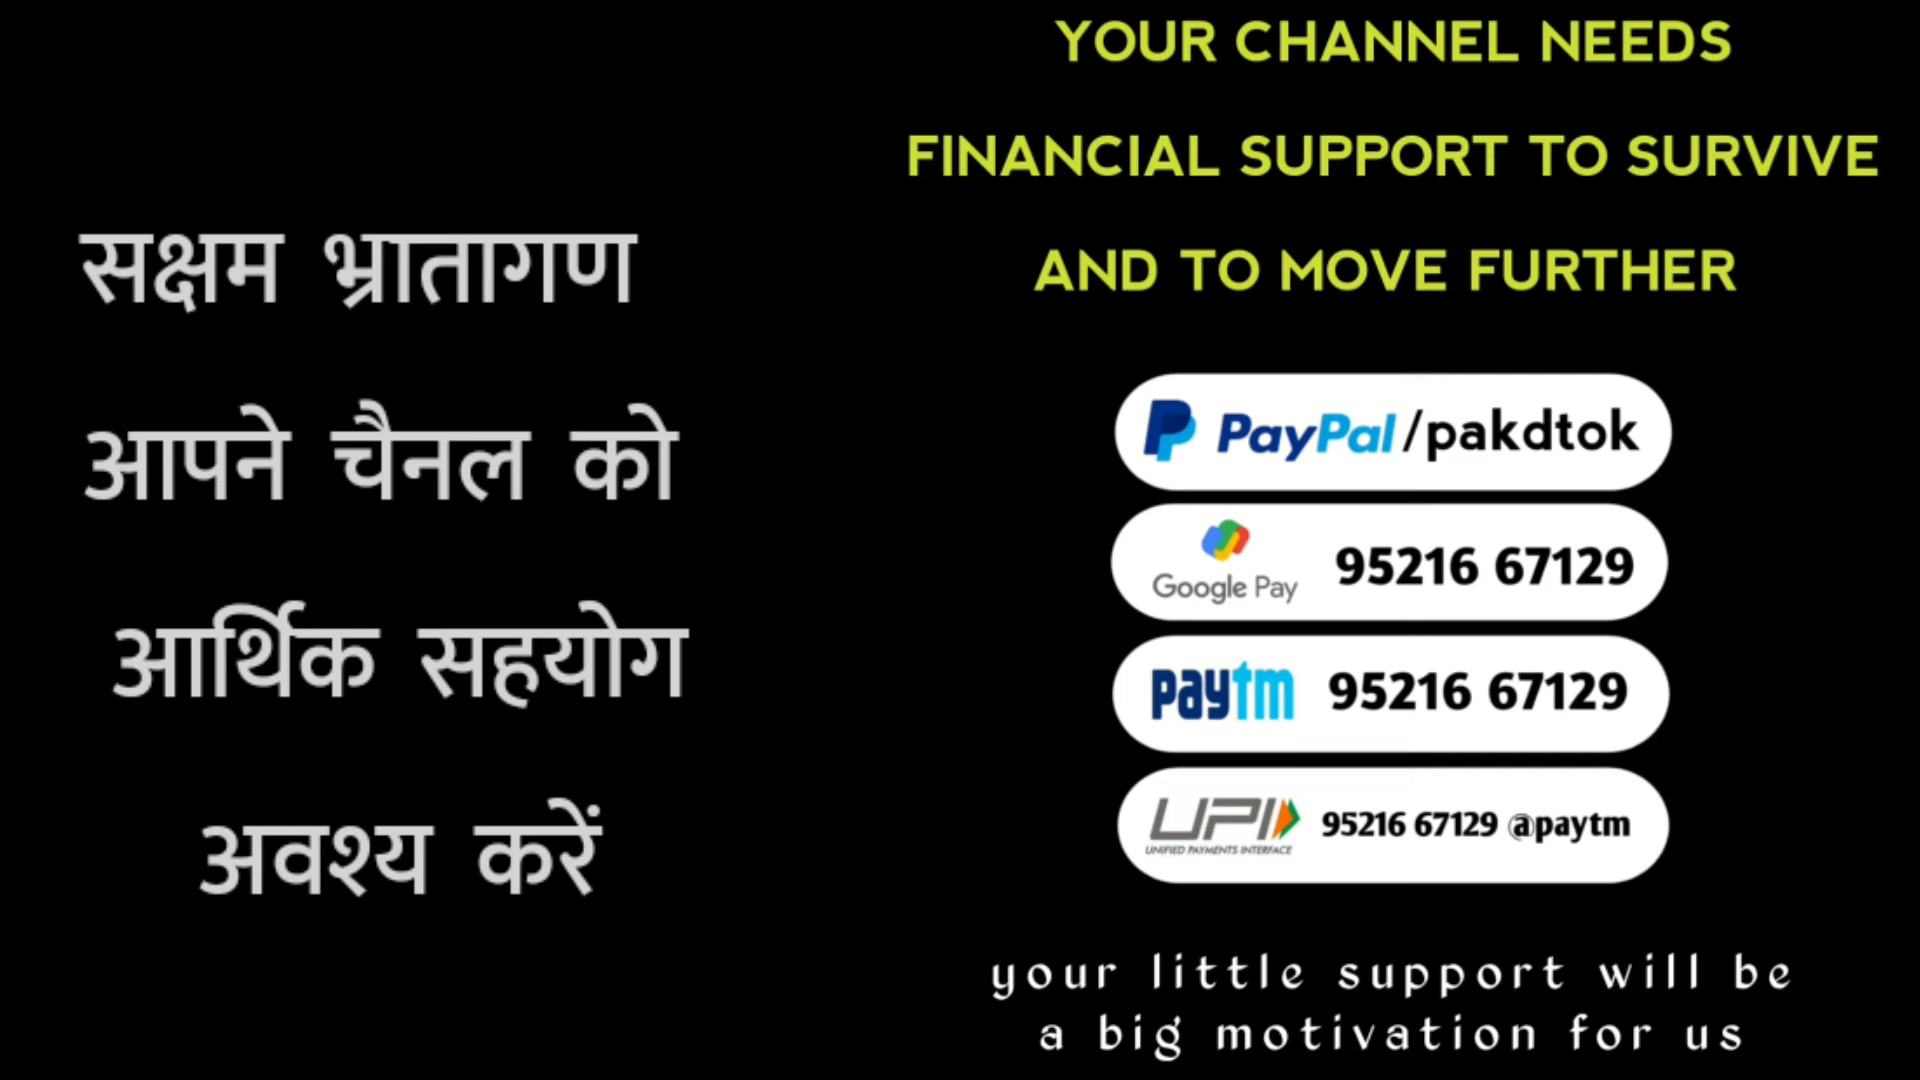 सक्षम भ्रातागण
आपने चैनल को
आर्थिक सहयोग
अवश्य करें
YOUR CHANNEL NEEDS
FINANCIAL SUPPORT TO SURVIVE
AND TO MOVE FURTHER
PayPal/pakdtok
Google Pay 95216 67129
paytm 95216 67129
UPI 95216 67129 @paytm
UNIFIED PAYMENTS INTERFACE
your little support will be
a big motivation for us